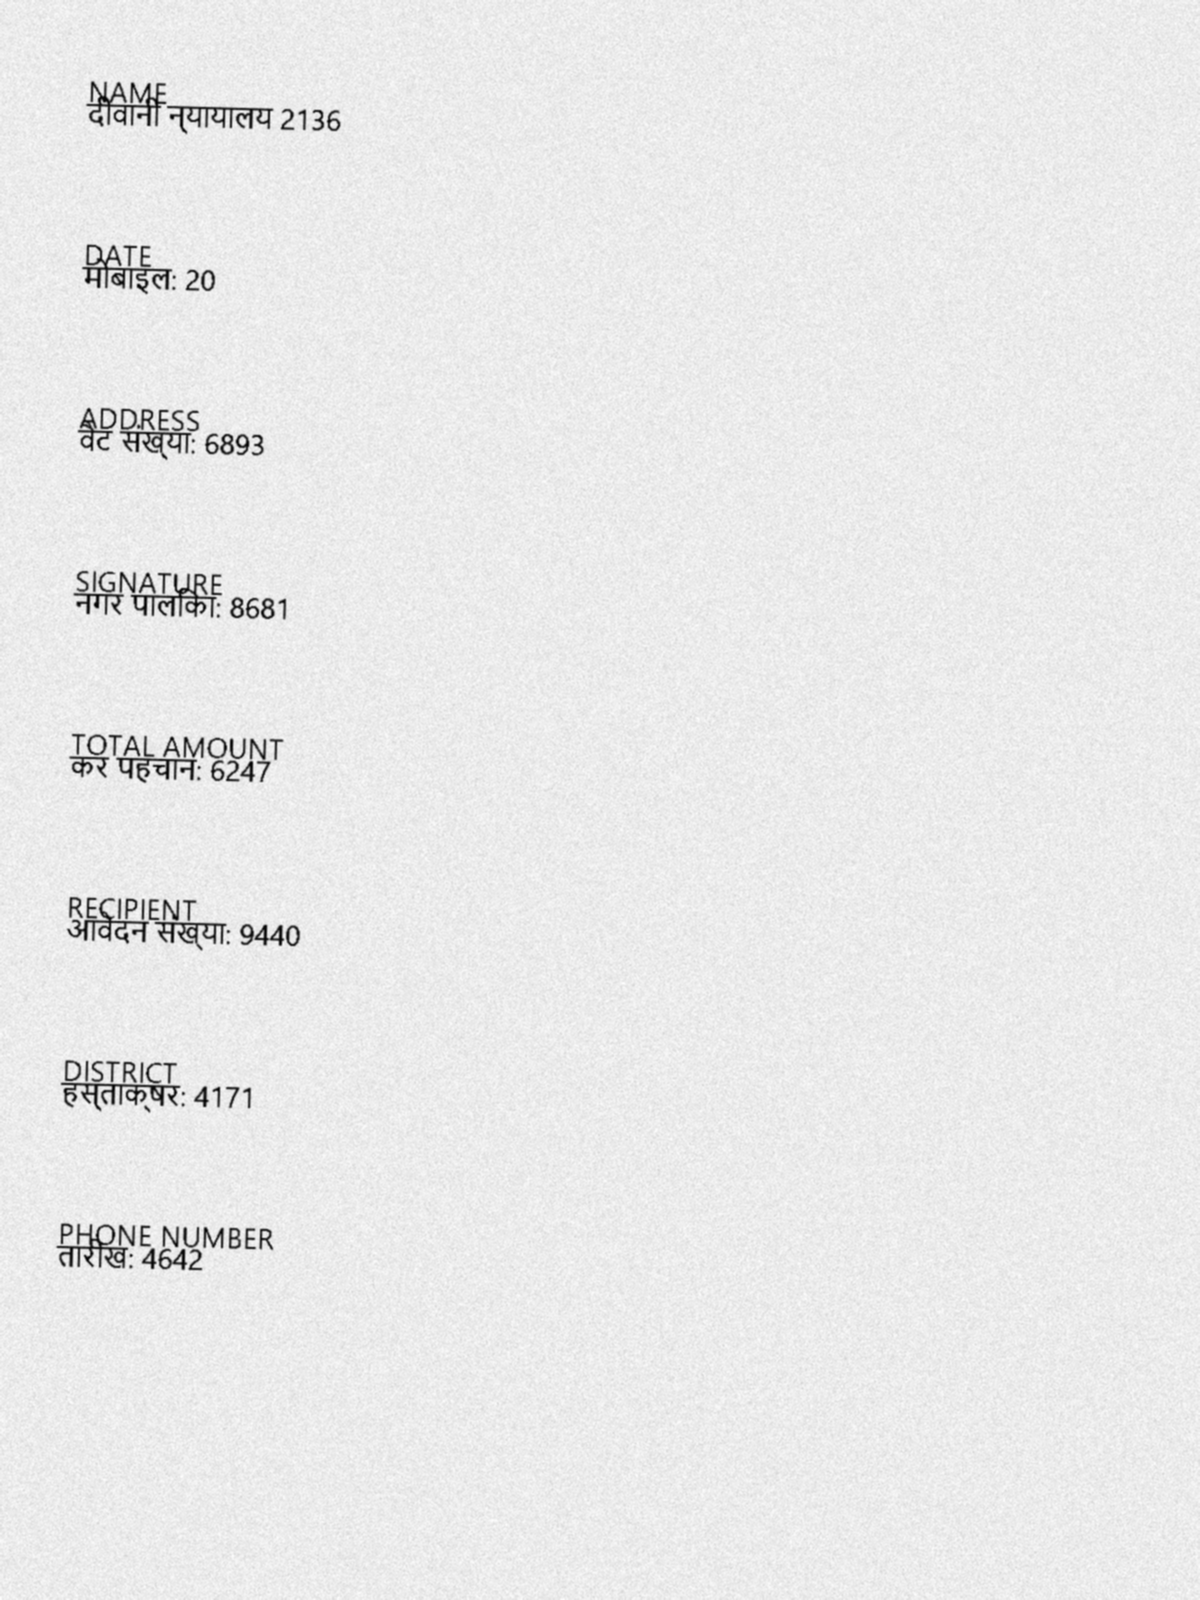 NAME
दीवानी न्यायालय 2136
DATE
मोबाइल: 20
ADDRESS
वैट संख्या: 6893
SIGNATURE
नगर पालिका: 8681
TOTAL AMOUNT
कर पहचान: 6247
RECIPIENT
आवेदन संख्या: 9440
DISTRICT
हस्ताक्षर: 4171
PHONE NUMBER
तारीख: 4642